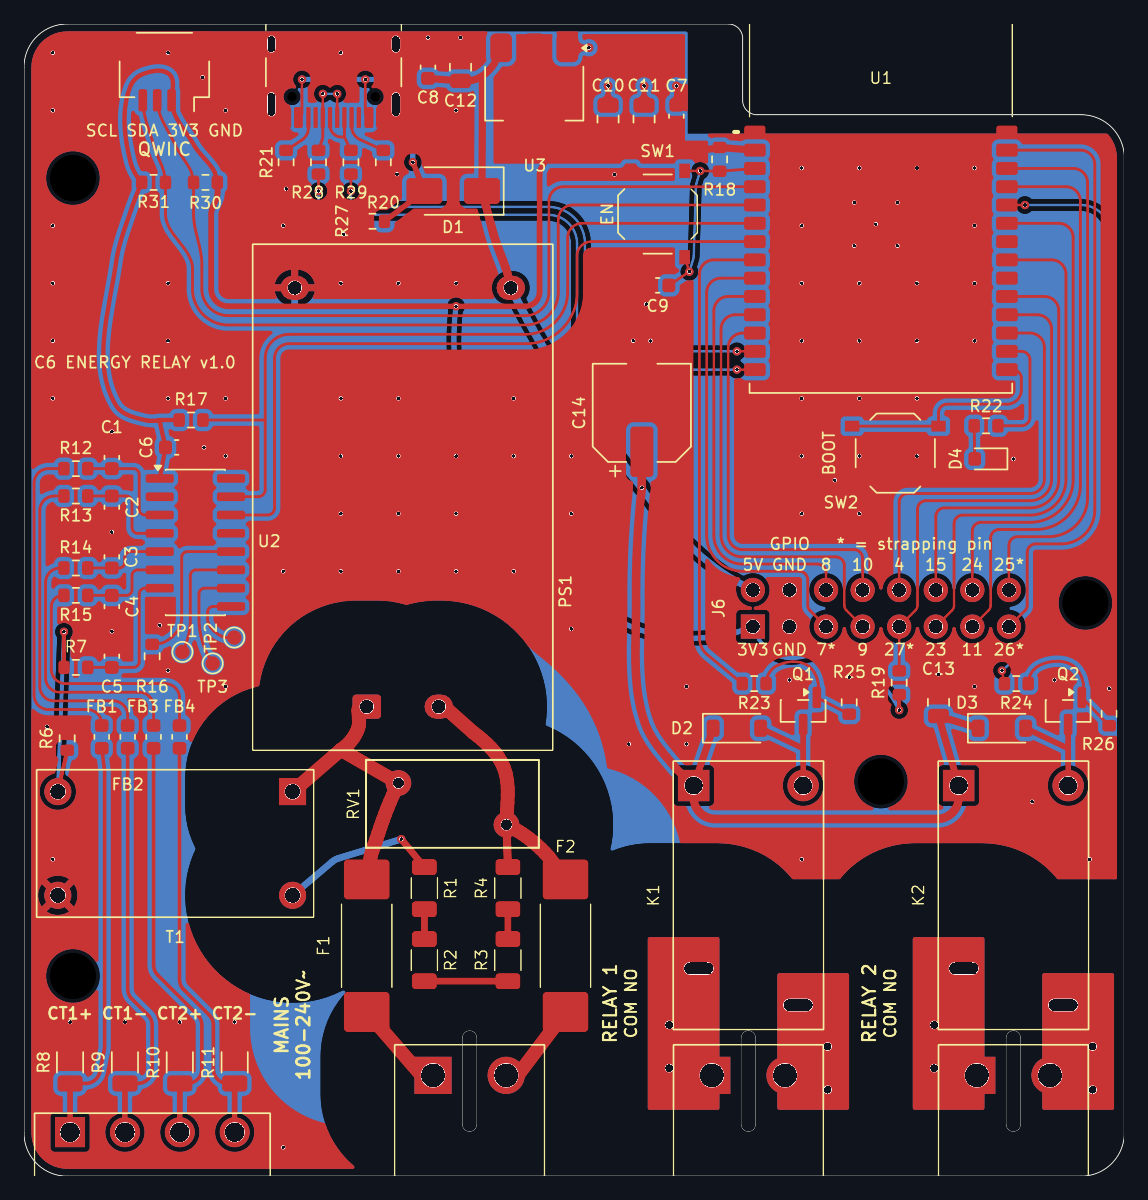 U1
C8
C12
C10
C11
C7
SCL SDA 3V3 GND
QWIIC
U3
SW1
R21
R18
R31
R30
R28
R29
R20
R27
D1
EN
C9
C6 ENERGY RELAY v1.0
R17
C14
+
C1
C6
R12
R22
BOOT
D4
R13
C2
SW2
U2
GPIO * = strapping pin
R14
C3
5V GND 8 10 4 15 24 25*
PS1
R15
C4
J6
TP1
TP2
R7
3V3 GND 7* 9 27* 23 11 26*
C5
R16
TP3
R23
Q1
R25
R19
C13
R24
Q2
FB1
FB3
FB4
R6
D2
D3
R26
FB2
RV1
F2
R1
R4
K1
K2
T1
F1
R2
R3
CT1+ CT1- CT2+ CT2-
MAINS
100-240V~
RELAY 1
COM NO
RELAY 2
COM NO
R8
R9
R10
R11